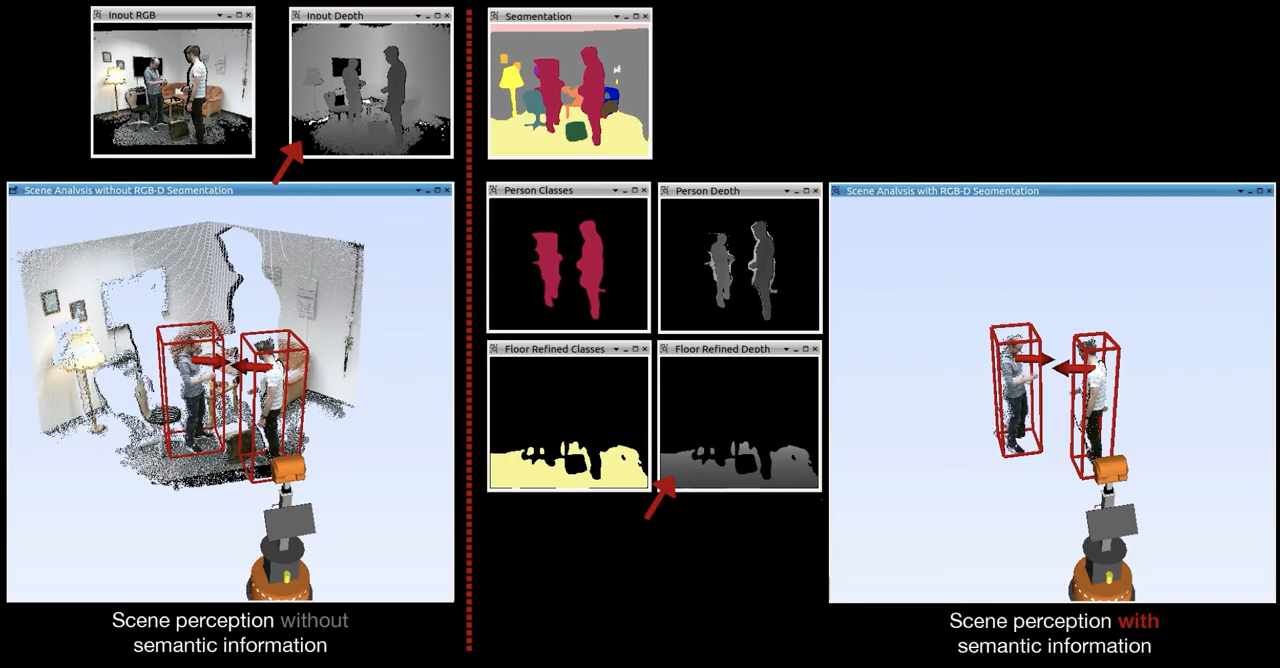 Input RGB
Input Depth
Segmentation
Scene Analysis without RGB-D Segmentation
Person Classes
Person Depth
Scene Analysis with RGB-D Segmentation
Floor Refined Classes
Floor Refined Depth
Scene perception without
semantic information
Scene perception with
semantic information